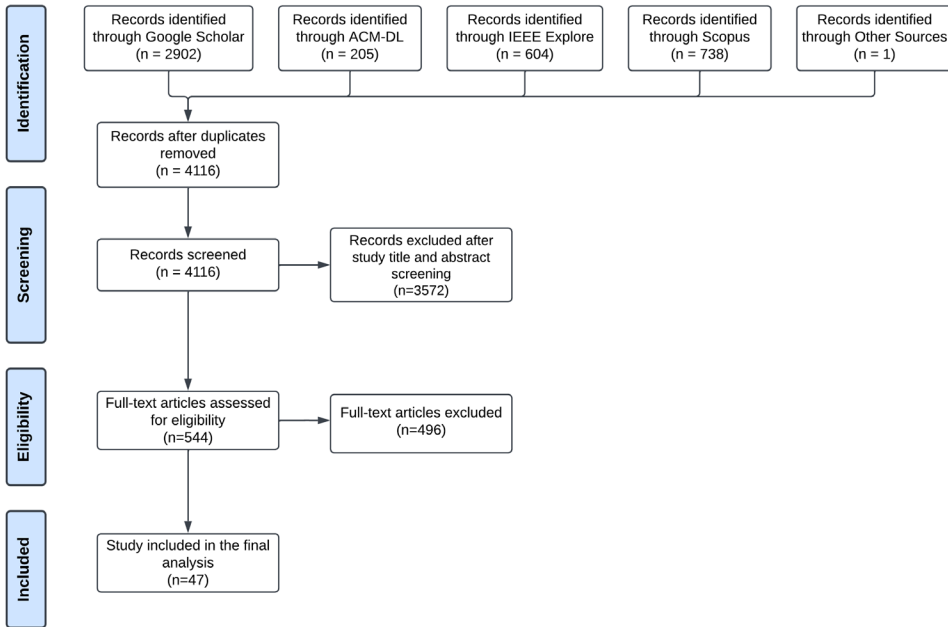 Identification
Records identified
through Google Scholar
(n = 2902)
Records identified
through ACM-DL
(n = 205)
Records identified
through IEEE Explore
(n = 604)
Records identified
through Scopus
(n = 738)
Records identified
through Other Sources
(n = 1)
Records after duplicates
removed
(n = 4116)
Screening
Records screened
(n = 4116)
Records excluded after
study title and abstract
screening
(n=3572)
Eligibility
Full-text articles assessed
for eligibility
(n=544)
Full-text articles excluded
(n=496)
Included
Study included in the final
analysis
(n=47)